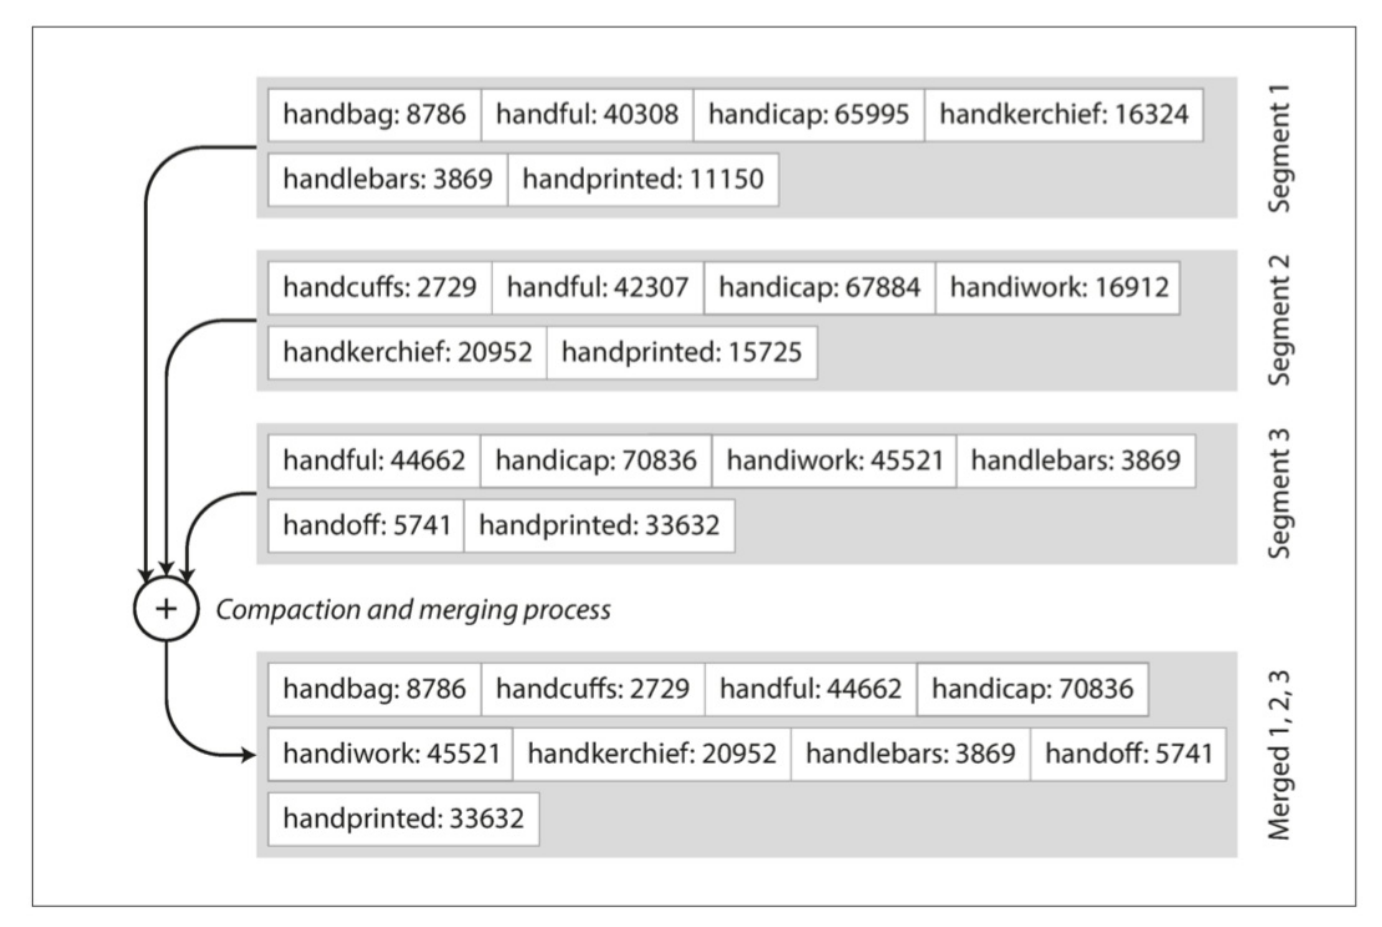 handbag: 8786 handful: 40308 handicap: 65995 handkerchief: 16324
handlebars: 3869 handprinted: 11150
Segment 1
handcuffs: 2729 handful: 42307 handicap: 67884 handiwork: 16912
handkerchief: 20952 handprinted: 15725
Segment 2
handful: 44662 handicap: 70836 handiwork: 45521 handlebars: 3869
handoff: 5741 handprinted: 33632
Segment 3
+ Compaction and merging process
handbag: 8786 handcuffs: 2729 handful: 44662 handicap: 70836
handiwork: 45521 handkerchief: 20952 handlebars: 3869 handoff: 5741
handprinted: 33632
Merged 1, 2, 3